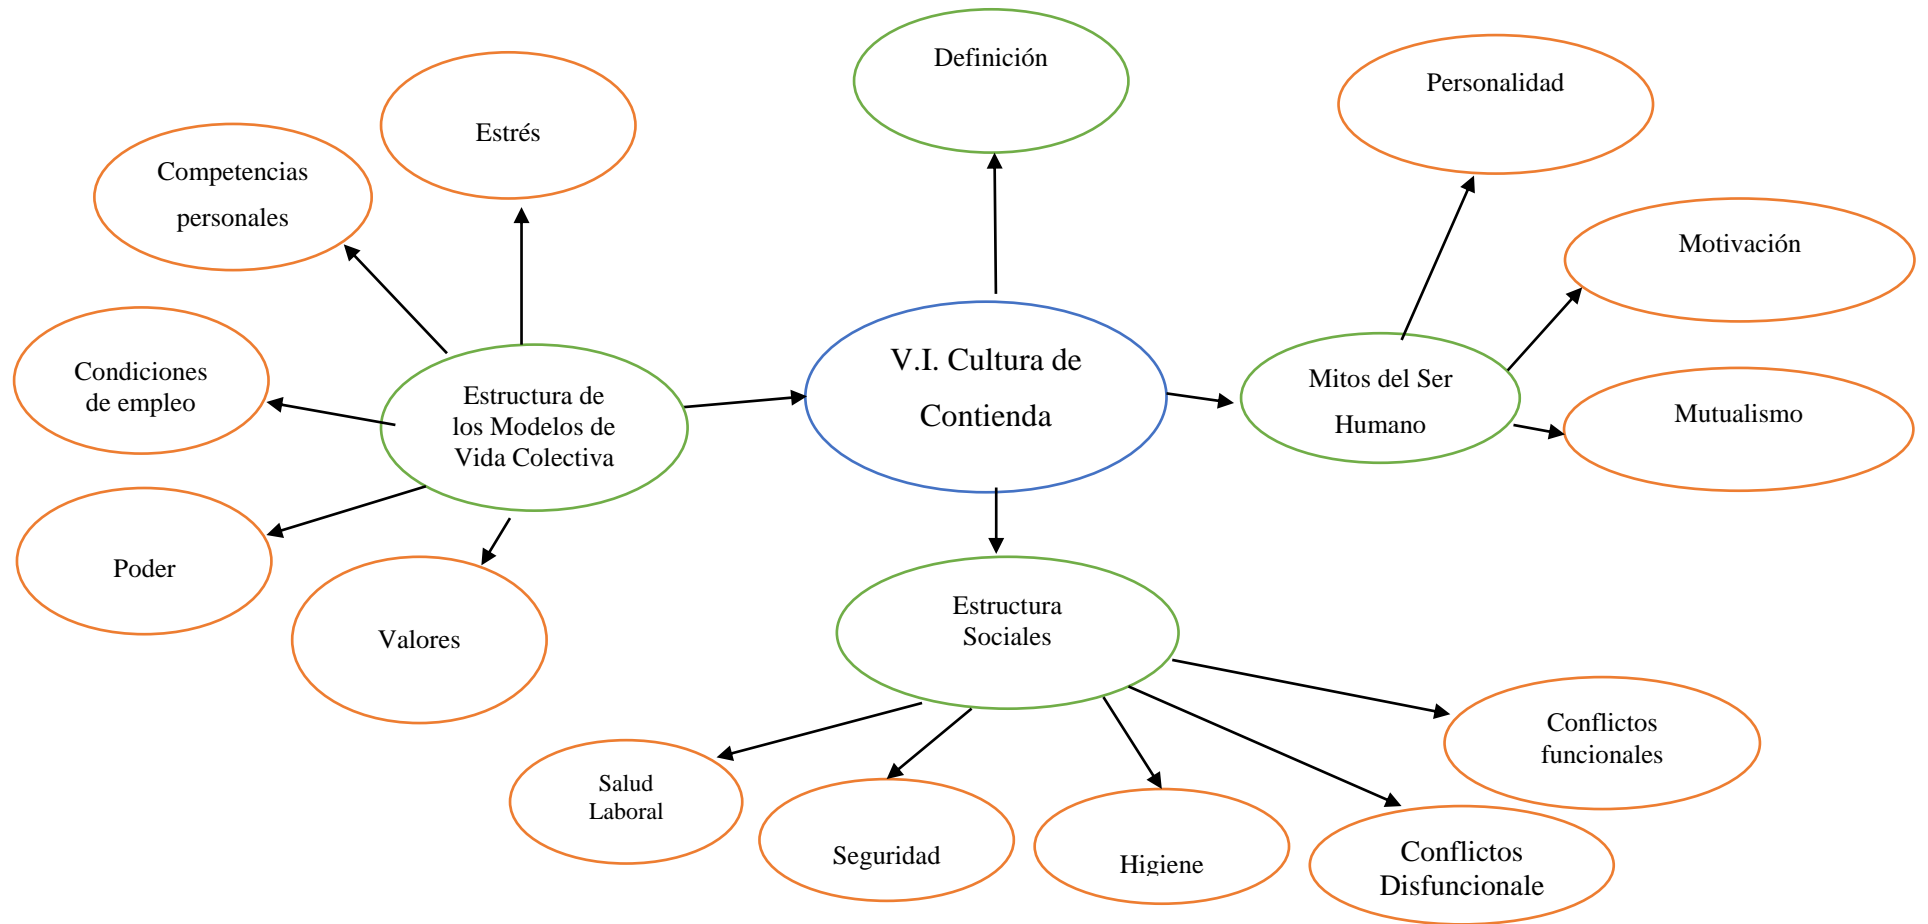 Definición
Personalidad
Estrés
Competencias
personales
Motivación
V.I. Cultura de
Contienda
Condiciones
de empleo
Estructura de
los Modelos de
Vida Colectiva
Mitos del Ser
Humano
Mutualismo
Poder
Valores
Estructura
Sociales
Conflictos
funcionales
Salud
Laboral
Seguridad
Higiene
Conflictos
Disfuncionale